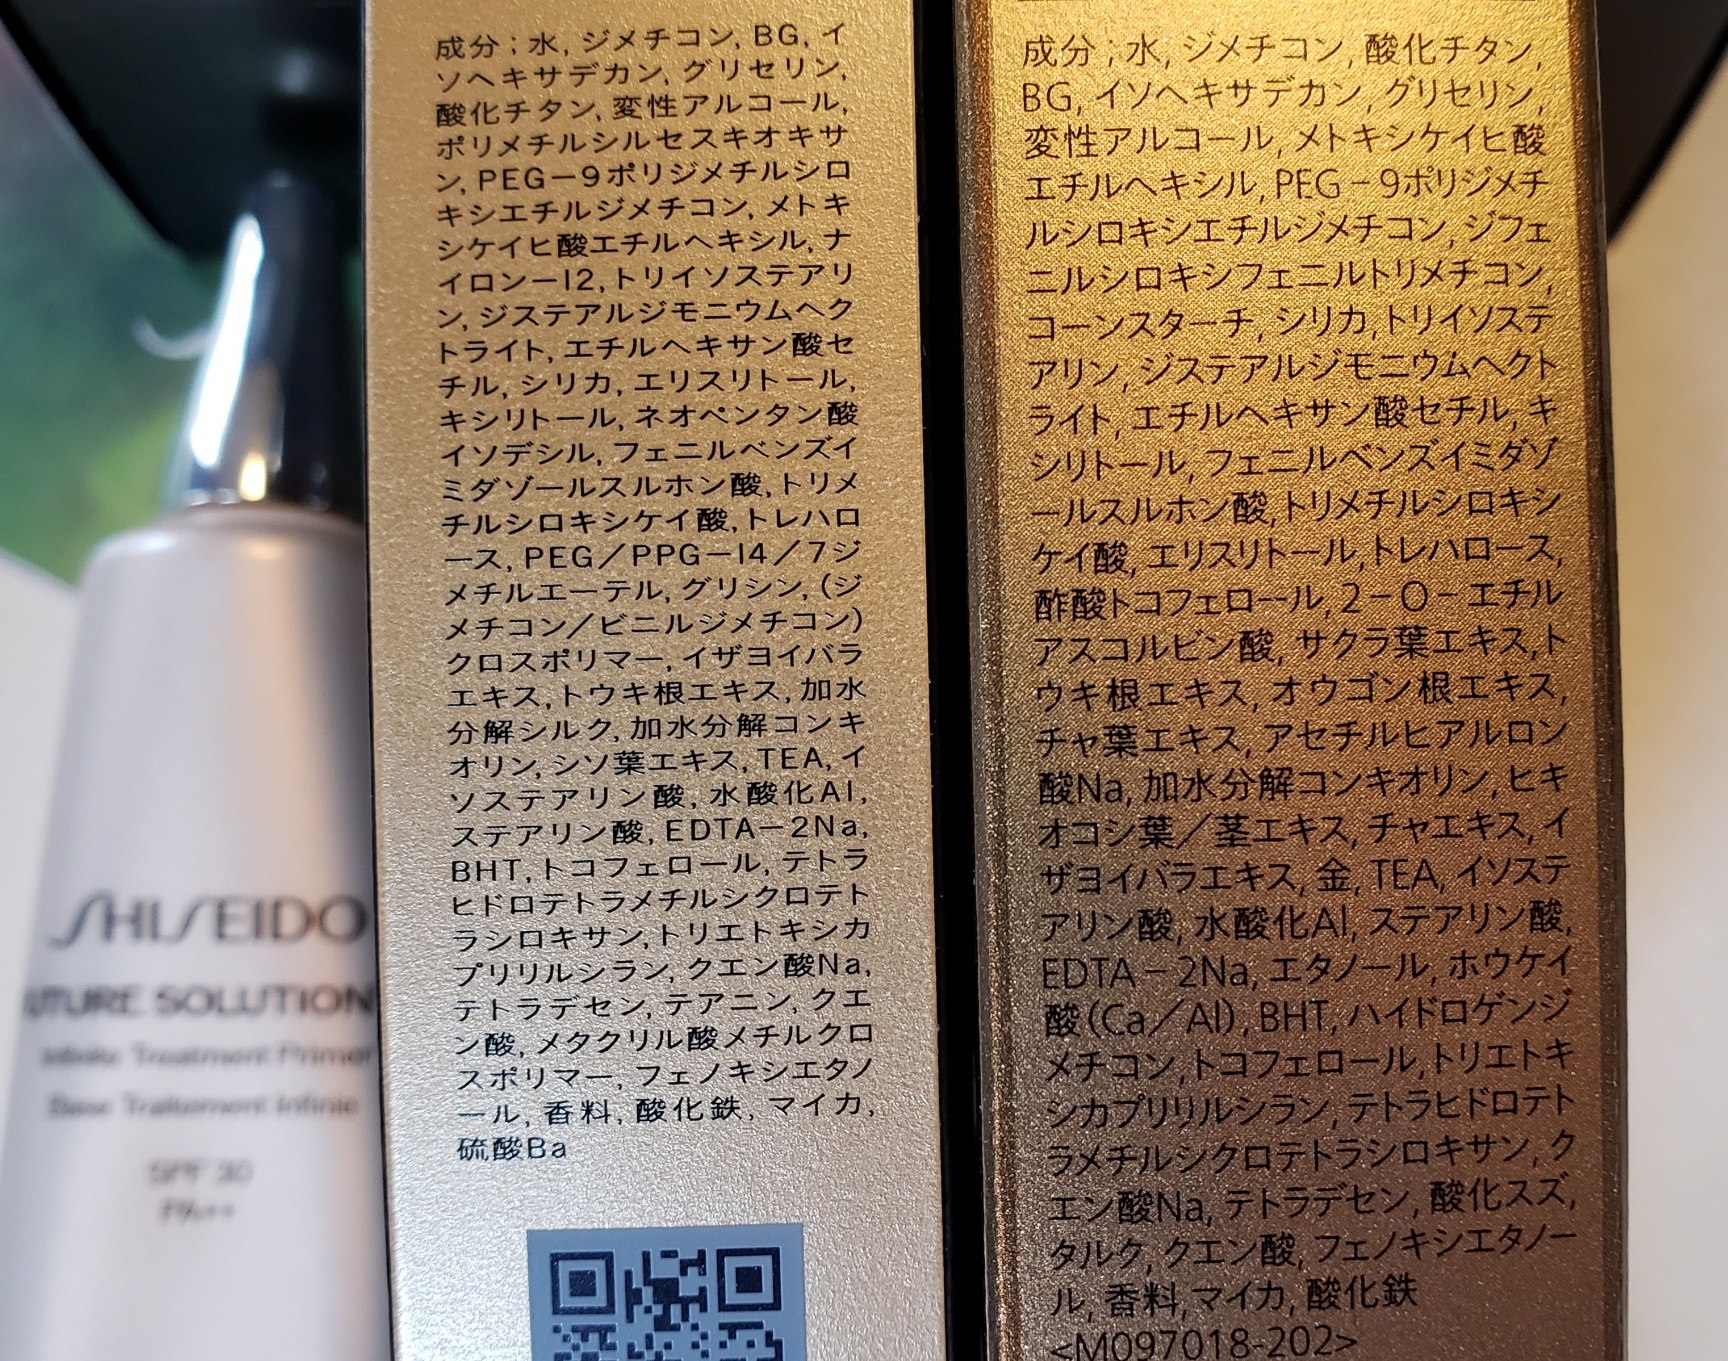 成分；水, ジメチコン, BG, イ
ソヘキサデカン, グリセリン,
酸化チタン, 変性アルコール,
ポリメチルシルセスキオキサ
ン, PEG－9ポリジメチルシロ
キシエチルジメチコン, メトキ
シケイヒ酸エチルヘキシル, ナ
イロン－12, トリイソステアリ
ン, ジステアルジモニウムヘク
トライト, エチルヘキサン酸セ
チル, シリカ, エリスリトール,
キシリトール, ネオペンタン酸
イソデシル, フェニルベンズイ
ミダゾールスルホン酸, トリメ
チルシロキシケイ酸, トレハロ
ース, PEG／PPG－14／7ジ
メチルエーテル, グリシン, (ジ
メチコン／ビニルジメチコン)
クロスポリマー, イザヨイバラ
エキス, トウキ根エキス, 加水
分解シルク, 加水分解コンキ
オリン, シソ葉エキス, TEA, イ
ソステアリン酸, 水酸化Al,
ステアリン酸, EDTA－2Na,
BHT, トコフェロール, テトラ
ヒドロテトラメチルシクロテト
ラシロキサン, トリエトキシカ
プリリルシラン, クエン酸Na,
テトラデセン, テアニン, クエ
ン酸, メタクリル酸メチルクロ
スポリマー, フェノキシエタノ
ール, 香料, 酸化鉄, マイカ,
硫酸Ba
成分；水, ジメチコン, 酸化チタン,
BG, イソヘキサデカン, グリセリン,
変性アルコール, メトキシケイヒ酸
エチルヘキシル, PEG－9ポリジメチ
ルシロキシエチルジメチコン, ジフェ
ニルシロキシフェニルトリメチコン,
コーンスターチ, シリカ, トリイソステ
アリン, ジステアルジモニウムヘクト
ライト, エチルヘキサン酸セチル, キ
シリトール, フェニルベンズイミダゾ
ールスルホン酸, トリメチルシロキシ
ケイ酸, エリスリトール, トレハロース,
酢酸トコフェロール, 2－O－エチル
アスコルビン酸, サクラ葉エキス, ト
ウキ根エキス, オウゴン根エキス,
チャ葉エキス, アセチルヒアルロン
酸Na, 加水分解コンキオリン, ヒキ
オコシ葉／茎エキス, チャエキス, イ
ザヨイバラエキス, 金, TEA, イソステ
アリン酸, 水酸化Al, ステアリン酸,
EDTA－2Na, エタノール, ホウケイ
酸(Ca／Al), BHT, ハイドロゲンジ
メチコン, トコフェロール, トリエトキ
シカプリリルシラン, テトラヒドロテト
ラメチルシクロテトラシロキサン, ク
エン酸Na, テトラデセン, 酸化スズ,
タルク, クエン酸, フェノキシエタノー
ル, 香料, マイカ, 酸化鉄
<M097018-202>
SHISEIDO
UTURE SOLUTION
Infinite Treatment Primer
Base Traitement Infinie
SPF 30
PA++